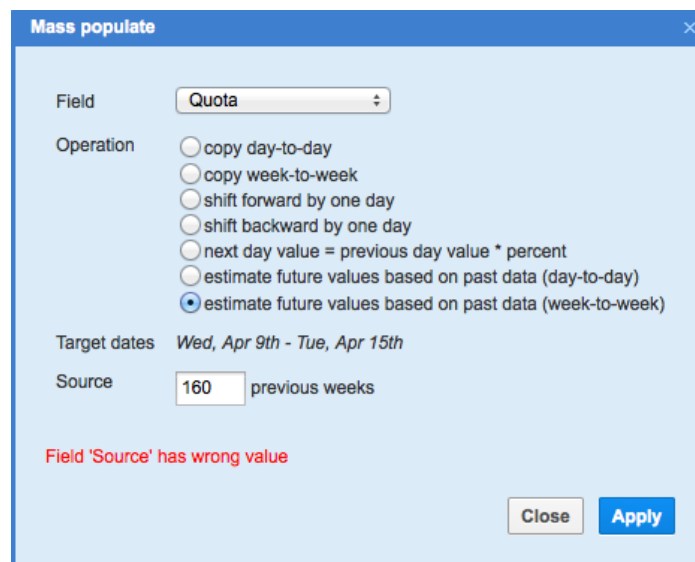 Mass populate
Field Quota
Operation copy day-to-day
copy week-to-week
shift forward by one day
shift backward by one day
next day value = previous day value * percent
estimate future values based on past data (day-to-day)
estimate future values based on past data (week-to-week)
Target dates Wed, Apr 9th - Tue, Apr 15th
Source 160 previous weeks
Field 'Source' has wrong value
Close Apply